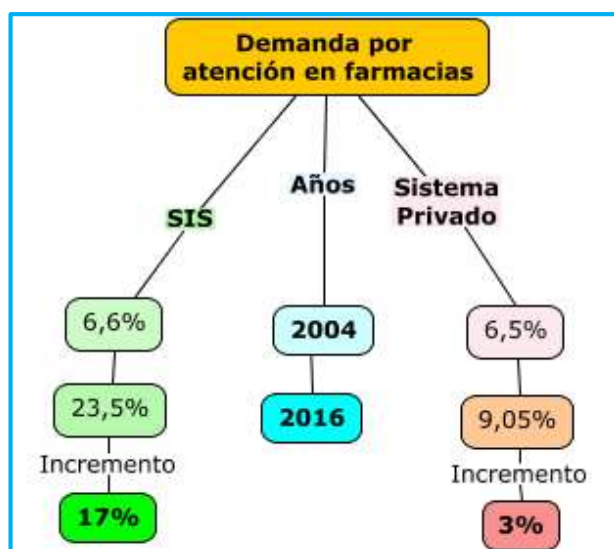 Demanda por
atención en farmacias
SIS
Años
Sistema
Privado
6,6%
2004
6,5%
23,5%
2016
9,05%
Incremento
Incremento
17%
3%